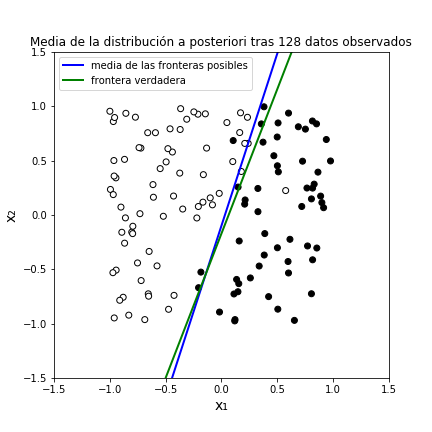 Media de la distribución a posteriori tras 128 datos observados
media de las fronteras posibles
frontera verdadera
1.5
1.0
0.5
0.0
−0.5
−1.0
−1.5
x₂
−1.5 −1.0 −0.5 0.0 0.5 1.0 1.5
x₁